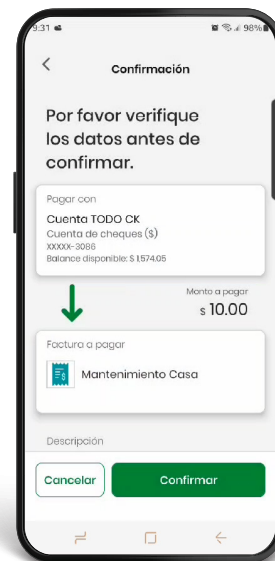 9:31
98%
Confirmación
Por favor verifique
los datos antes de
confirmar.
Pagar con
Cuenta TODO CK
Cuenta de cheques ($)
XXXXX-3086
Balance disponible: $ 1,574.05
Monto a pagar
$ 10.00
Factura a pagar
Mantenimiento Casa
Descripción
Cancelar
Confirmar